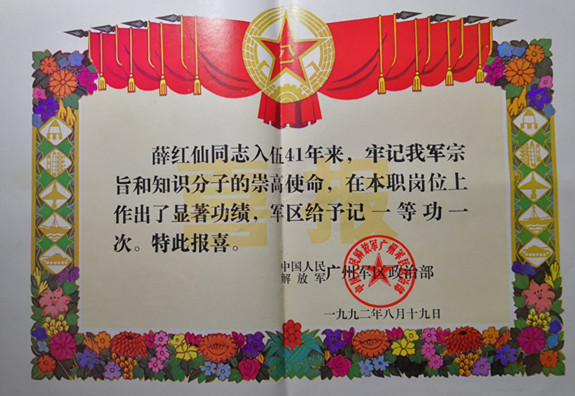 八一
喜报
薛红仙同志入伍41年来，牢记我军宗
旨和知识分子的崇高使命，在本职岗位上
作出了显著功绩，军区给予记一等功一
次。特此报喜。
中国人民
解放军 广州军区政治部
一九九二年八月十九日